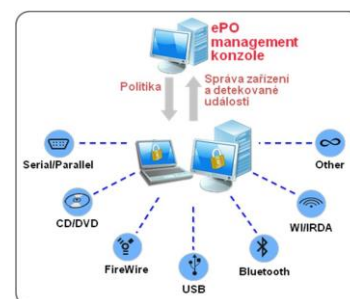 ePO
management
konzole
Politika
Správa zařízení
a detekované
události
Serial/Parallel
Other
CD/DVD
WI/IRDA
FireWire
Bluetooth
USB